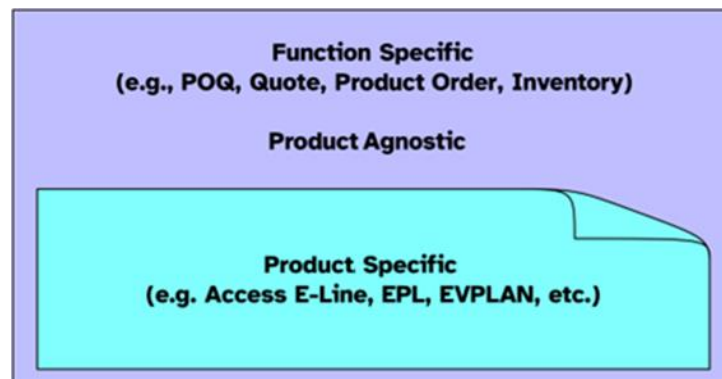 Function Specific
(e.g., POQ, Quote, Product Order, Inventory)
Product Agnostic
Product Specific
(e.g. Access E-Line, EPL, EVPLAN, etc.)